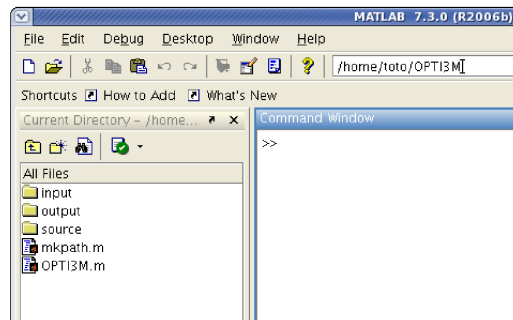 MATLAB 7.3.0 (R2006b)
File Edit Debug Desktop Window Help
/home/toto/OPTI3M
Shortcuts How to Add What's New
Current Directory – /home...
Command Window
>>
All Files
input
output
source
mkpath.m
OPTI3M.m